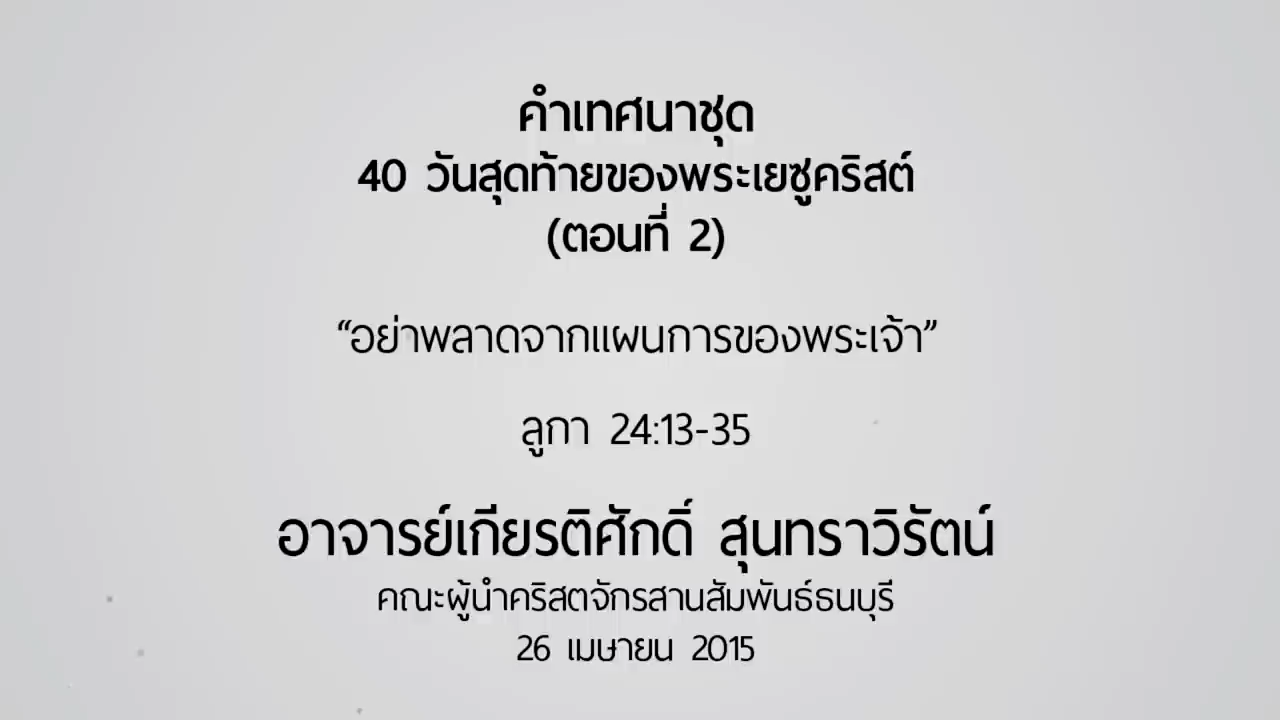 คำเทศนาชุด
40 วันสุดท้ายของพระเยซูคริสต์
(ตอนที่ 2)
“อย่าพลาดจากแผนการของพระเจ้า”
ลูกา 24:13-35
อาจารย์เกียรติศักดิ์ สุนทราวิรัตน์
คณะผู้นำคริสตจักรสานสัมพันธ์ธนบุรี
26 เมษายน 2015